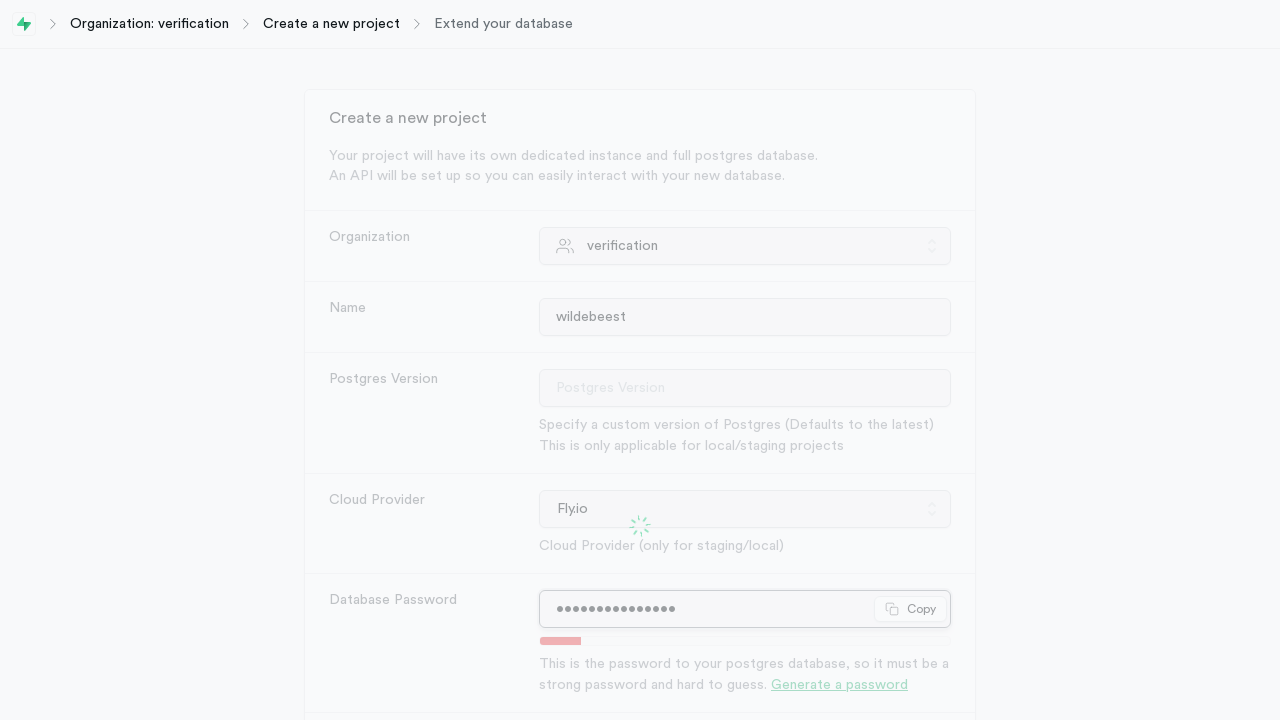 Organization: verification
Create a new project
Extend your database
Create a new project
Your project will have its own dedicated instance and full postgres database.
An API will be set up so you can easily interact with your new database.
Organization
verification
Name
wildebeest
Postgres Version
Postgres Version
Specify a custom version of Postgres (Defaults to the latest)
This is only applicable for local/staging projects
Cloud Provider
Fly.io
Cloud Provider (only for staging/local)
Database Password
•••••••••••••••
Copy
This is the password to your postgres database, so it must be a
strong password and hard to guess. Generate a password